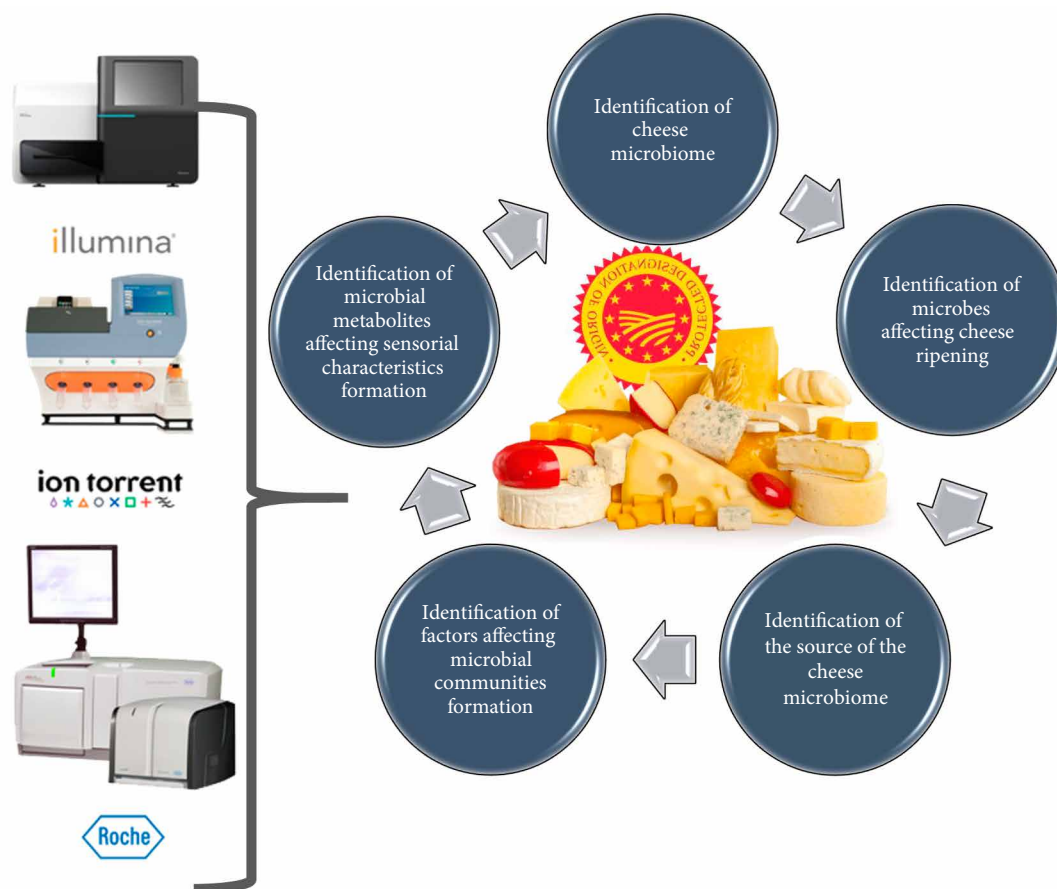 illumina
ion torrent
Roche
Identification of
cheese
microbiome
Identification of
microbes
affecting cheese
ripening
Identification of
the source of the
cheese
microbiome
Identification of
factors affecting
microbial
communities
formation
Identification of
microbial
metabolites
affecting sensorial
characteristics
formation
PROTECTED DESIGNATION OF ORIGIN